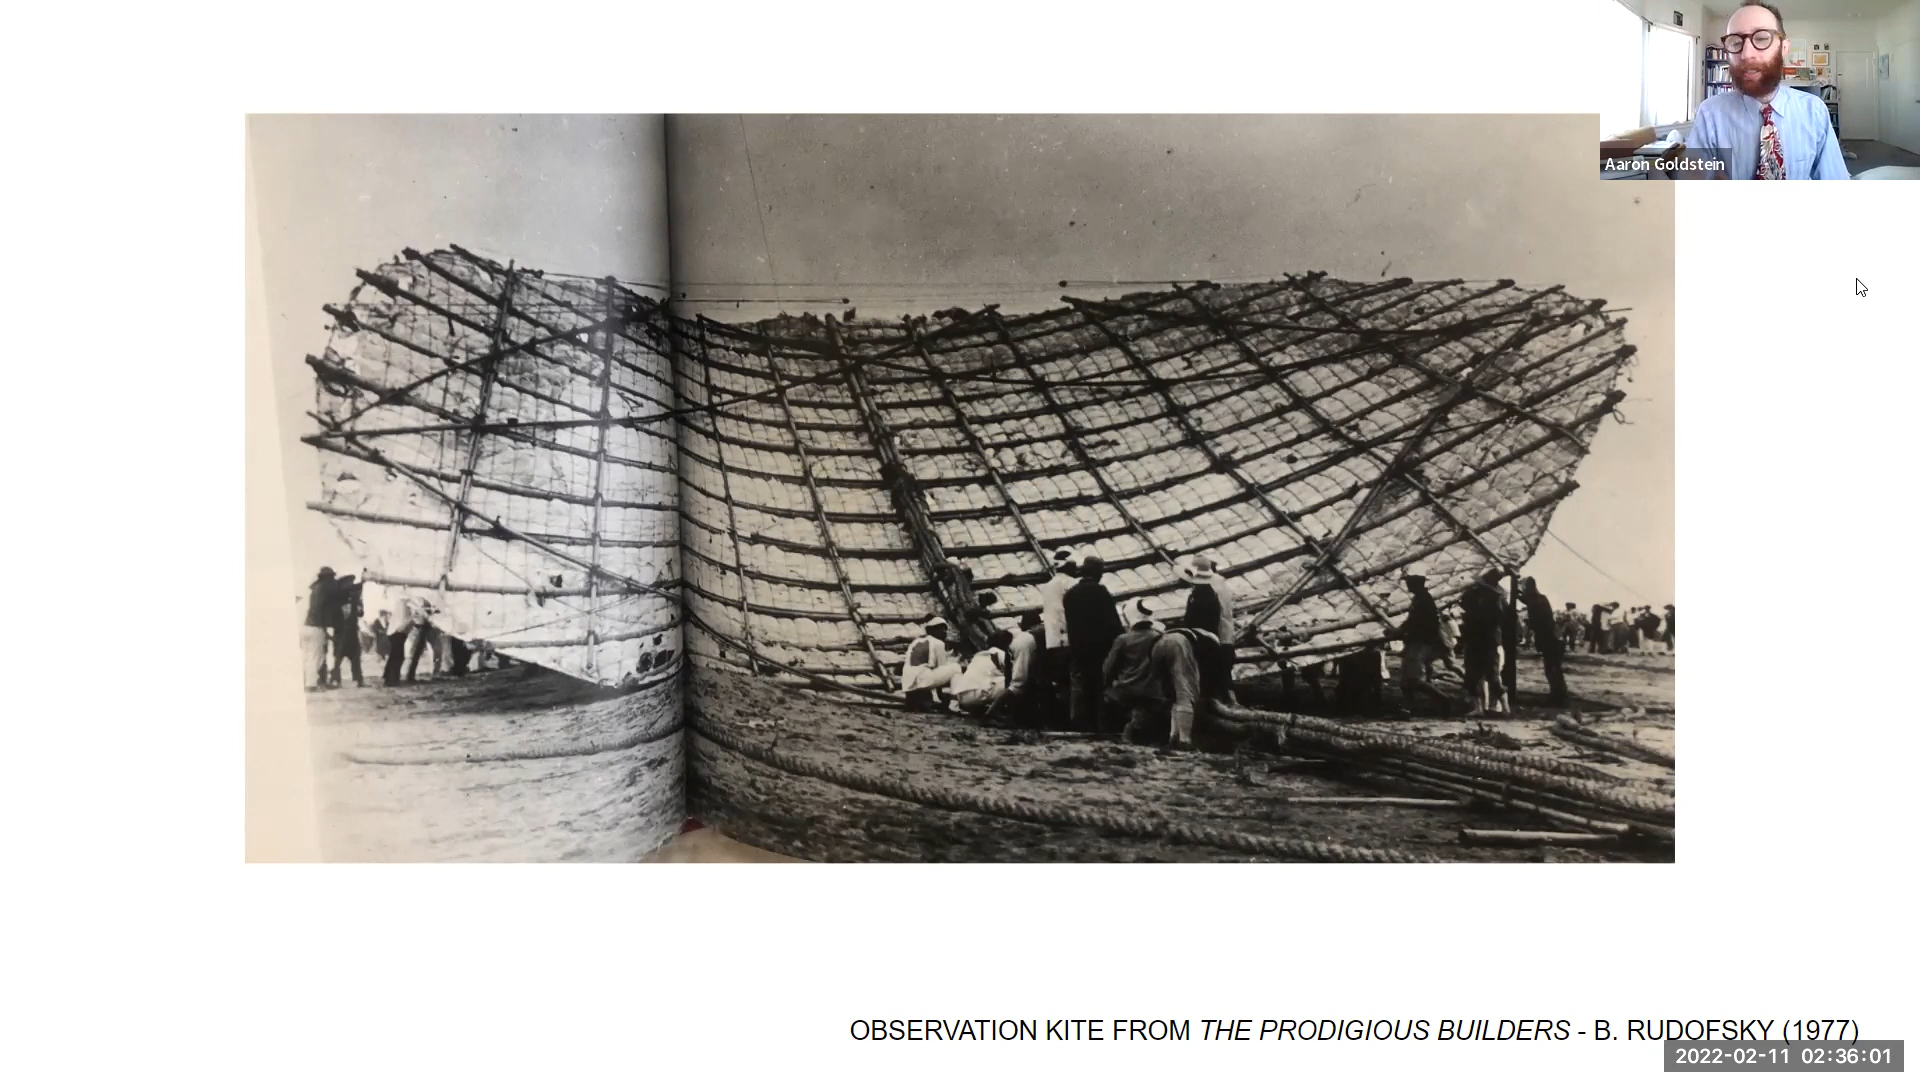 Aaron Goldstein
OBSERVATION KITE FROM THE PRODIGIOUS BUILDERS - B. RUDOFSKY (1977)
2022-02-11 02:36:01